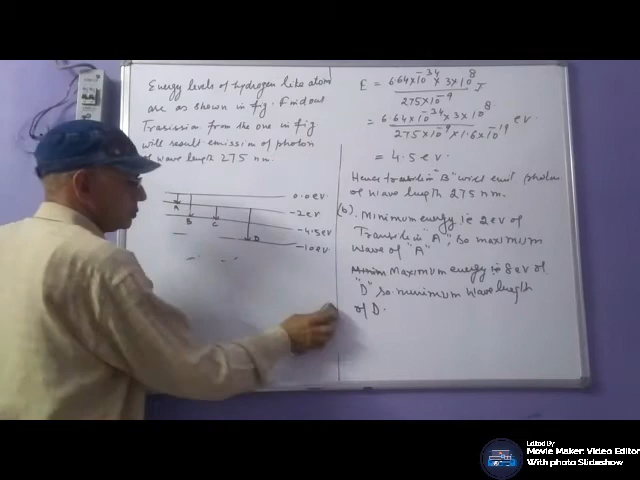 Energy levels of hydrogen like atom
are as shown in fig. Find out
Trasission from the one in fig
will result emission of photon
of wave length 275 nm.
0.0 ev
-2ev
-4.5ev
-10ev
A
B
C
D
E = 6.64×10^-34 × 3×10^8 / 275×10^-9 J
= 6.64×10^-34 × 3×10^8 / 275×10^-9 × 1.6×10^-19 ev.
= 4.5 ev.
Hence "B" will emit photon
of wave length 275 nm.
(b). Minimum energy ie 2ev of
"A", so maximum
wave of "A"
Maximum energy is 8ev of
"D" so minimum wave length
of D.
Edited By
Movie Maker: Video Editor
With photo Slideshow